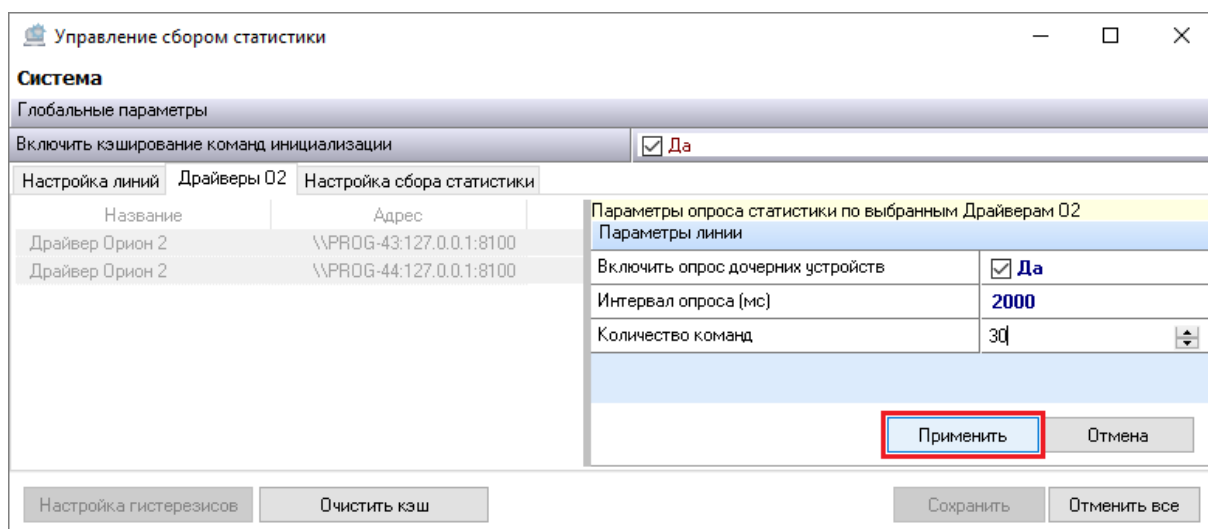 Управление сбором статистики
Система
Глобальные параметры
Включить кэширование команд инициализации Да
Настройка линий Драйверы О2 Настройка сбора статистики
Название Адрес
Драйвер Орион 2 \\PROG-43:127.0.0.1:8100
Драйвер Орион 2 \\PROG-44:127.0.0.1:8100
Параметры опроса статистики по выбранным Драйверам О2
Параметры линии
Включить опрос дочерних устройств Да
Интервал опроса (мс) 2000
Количество команд 30
Применить Отмена
Настройка гистерезисов Очистить кэш Сохранить Отменить все